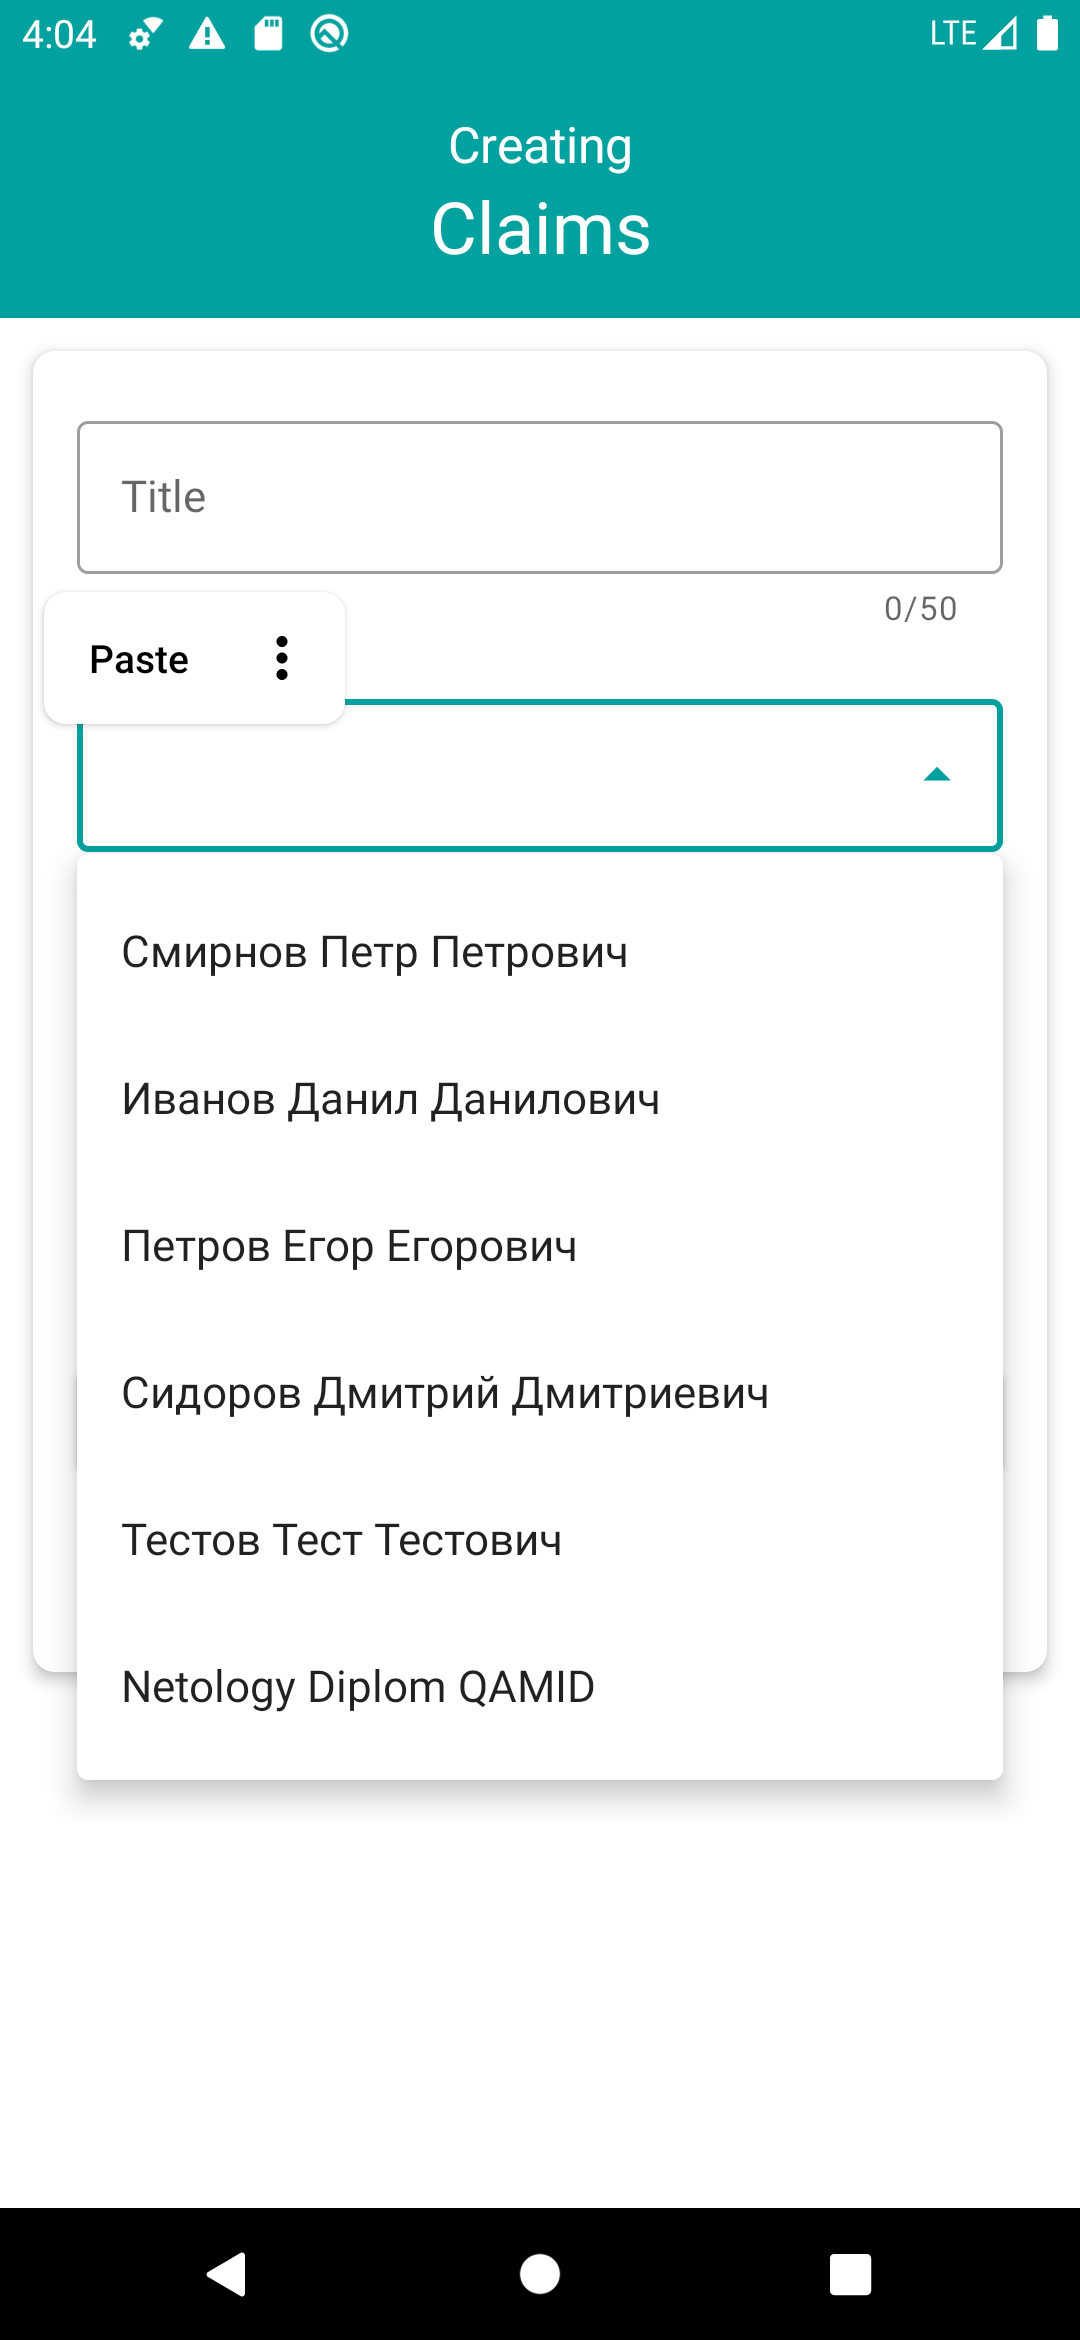 4:04
LTE
Creating
Claims
Title
0/50
Paste
Смирнов Петр Петрович
Иванов Данил Данилович
Петров Егор Егорович
Сидоров Дмитрий Дмитриевич
Тестов Тест Тестович
Netology Diplom QAMID